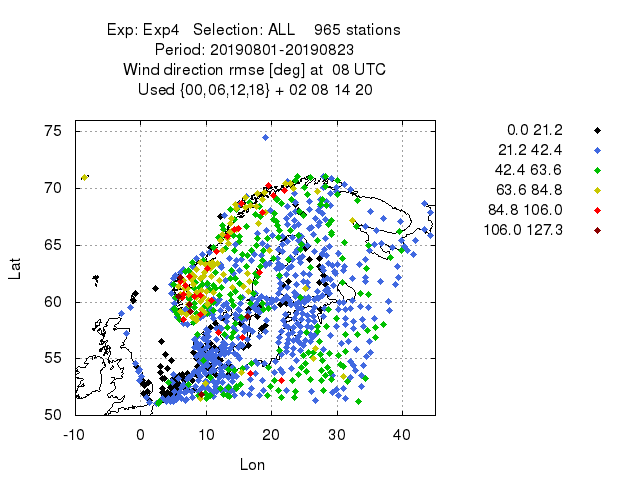 Exp: Exp4   Selection: ALL    965 stations
Period: 20190801-20190823
Wind direction rmse [deg] at  08 UTC
Used {00,06,12,18} + 02 08 14 20
0.0 21.2
21.2 42.4
42.4 63.6
63.6 84.8
84.8 106.0
106.0 127.3
Lat
75
70
65
60
55
50
-10 0 10 20 30 40
Lon